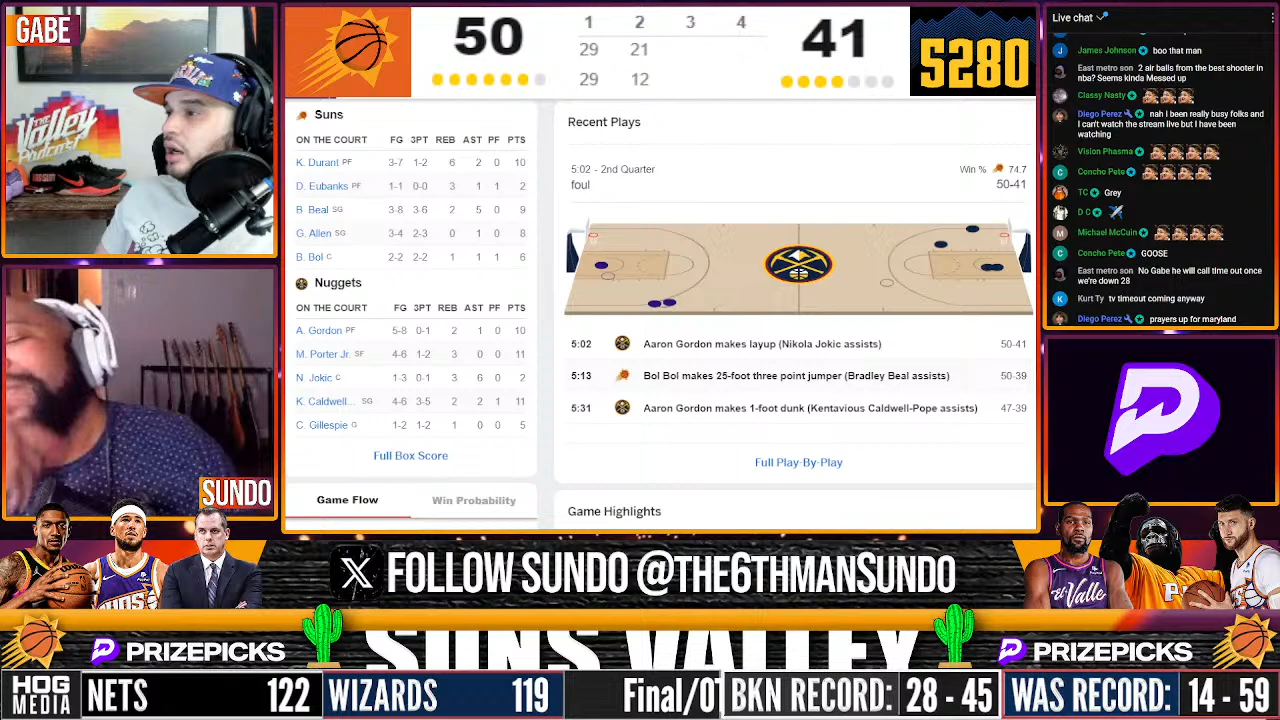 GABE
THE
Valley
PODCAST
SUNDO
50
1 2 3 4
29 21
29 12
41
5280
Suns
ON THE COURT FG 3PT REB AST PF PTS
K. Durant PF 3-7 1-2 6 2 0 10
D. Eubanks PF 1-1 0-0 3 1 1 2
B. Beal SG 3-8 3-6 2 5 0 9
G. Allen SG 3-4 2-3 0 1 0 8
B. Bol C 2-2 2-2 1 1 1 6
Nuggets
ON THE COURT FG 3PT REB AST PF PTS
A. Gordon PF 5-8 0-1 2 1 0 10
M. Porter Jr. SF 4-6 1-2 3 0 0 11
N. Jokic C 1-3 0-1 3 6 0 2
K. Caldwell... SG 4-6 3-5 2 2 1 11
C. Gillespie G 1-2 1-2 1 0 0 5
Full Box Score
Game Flow Win Probability
Recent Plays
5:02 - 2nd Quarter Win % 74.7
foul 50-41
5:02 Aaron Gordon makes layup (Nikola Jokic assists) 50-41
5:13 Bol Bol makes 25-foot three point jumper (Bradley Beal assists) 50-39
5:31 Aaron Gordon makes 1-foot dunk (Kentavious Caldwell-Pope assists) 47-39
Full Play-By-Play
Game Highlights
Live chat
James Johnson boo that man
East metro son 2 air balls from the best shooter in
nba? Seems kinda Messed up
Classy Nasty
Diego Perez nah I been really busy folks and
I can't watch the stream live but I have been
watching
Vision Phasma
Concho Pete
TC Grey
D C
Michael McCuin
Concho Pete GOOSE
East metro son No Gabe he will call time out once
we're down 28
Kurt Ty tv timeout coming anyway
Diego Perez prayers up for maryland
FOLLOW SUNDO @THE6THMANSUNDO
PRIZEPICKS
SUNS VALLEY
PRIZEPICKS
HOG
MEDIA
NETS 122 WIZARDS 119 Final/OT BKN RECORD: 28 - 45 WAS RECORD: 14 - 59